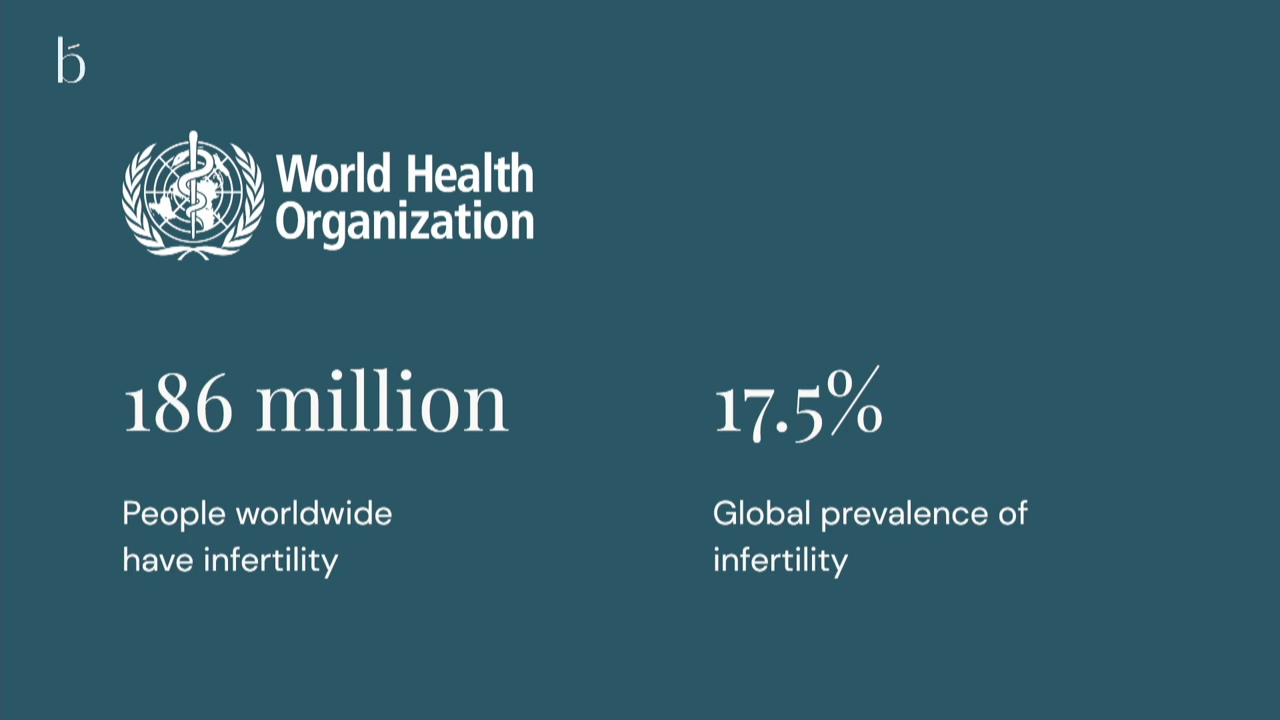 b
World Health
Organization
186 million
17.5%
People worldwide
have infertility
Global prevalence of
infertility